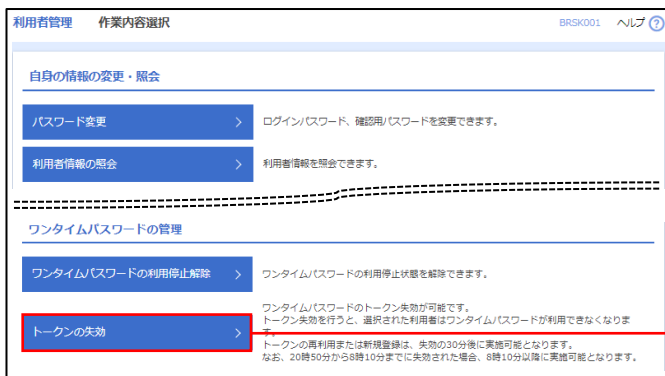 利用者管理 作業内容選択 BRSK001 ヘルプ ?
自身の情報の変更・照会
パスワード変更 ログインパスワード、確認用パスワードを変更できます。
利用者情報の照会 利用者情報を照会できます。
ワンタイムパスワードの管理
ワンタイムパスワードの利用停止解除 ワンタイムパスワードの利用停止状態を解除できます。
ワンタイムパスワードのトークン失効が可能です。
トークン失効を行うと、選択された利用者はワンタイムパスワードが利用できなくなりま
トークンの失効 す。
トークンの再利用または新規登録は、失効の30分後に実施可能となります。
なお、20時50分から8時10分までに失効された場合、8時10分以降に実施可能となります。